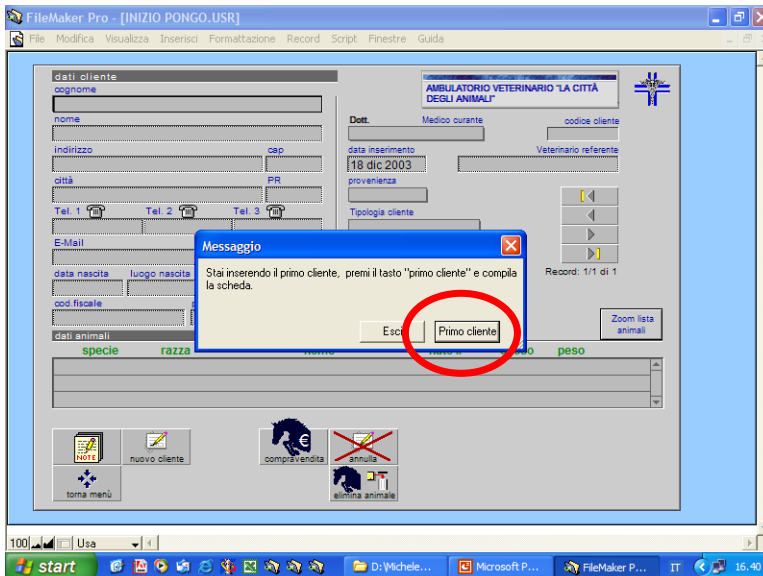 FileMaker Pro - [INIZIO PONGO.USR]
File Modifica Visualizza Inserisci Formattazione Record Script Finestre Guida
dati cliente
cognome
AMBULATORIO VETERINARIO "LA CITTÀ
DEGLI ANIMALI"
nome
Dott. Medico curante codice cliente
indirizzo cap
data inserimento Veterinario referente
18 dic 2003
città PR
provenienza
Tel. 1 Tel. 2 Tel. 3
Tipologia cliente
E-Mail
Messaggio
data nascita luogo nascita
Stai inserendo il primo cliente, premi il tasto "primo cliente" e compila
la scheda.
Record: 1/1 di 1
cod.fiscale
Esci Primo cliente
Zoom lista
animali
dati animali
specie razza nome peso
NOTE
nuovo cliente compravendita annulla
€
torna menù elimina animale
100 Usa
start D:\Michele... Microsoft P... FileMaker P... IT 16.40